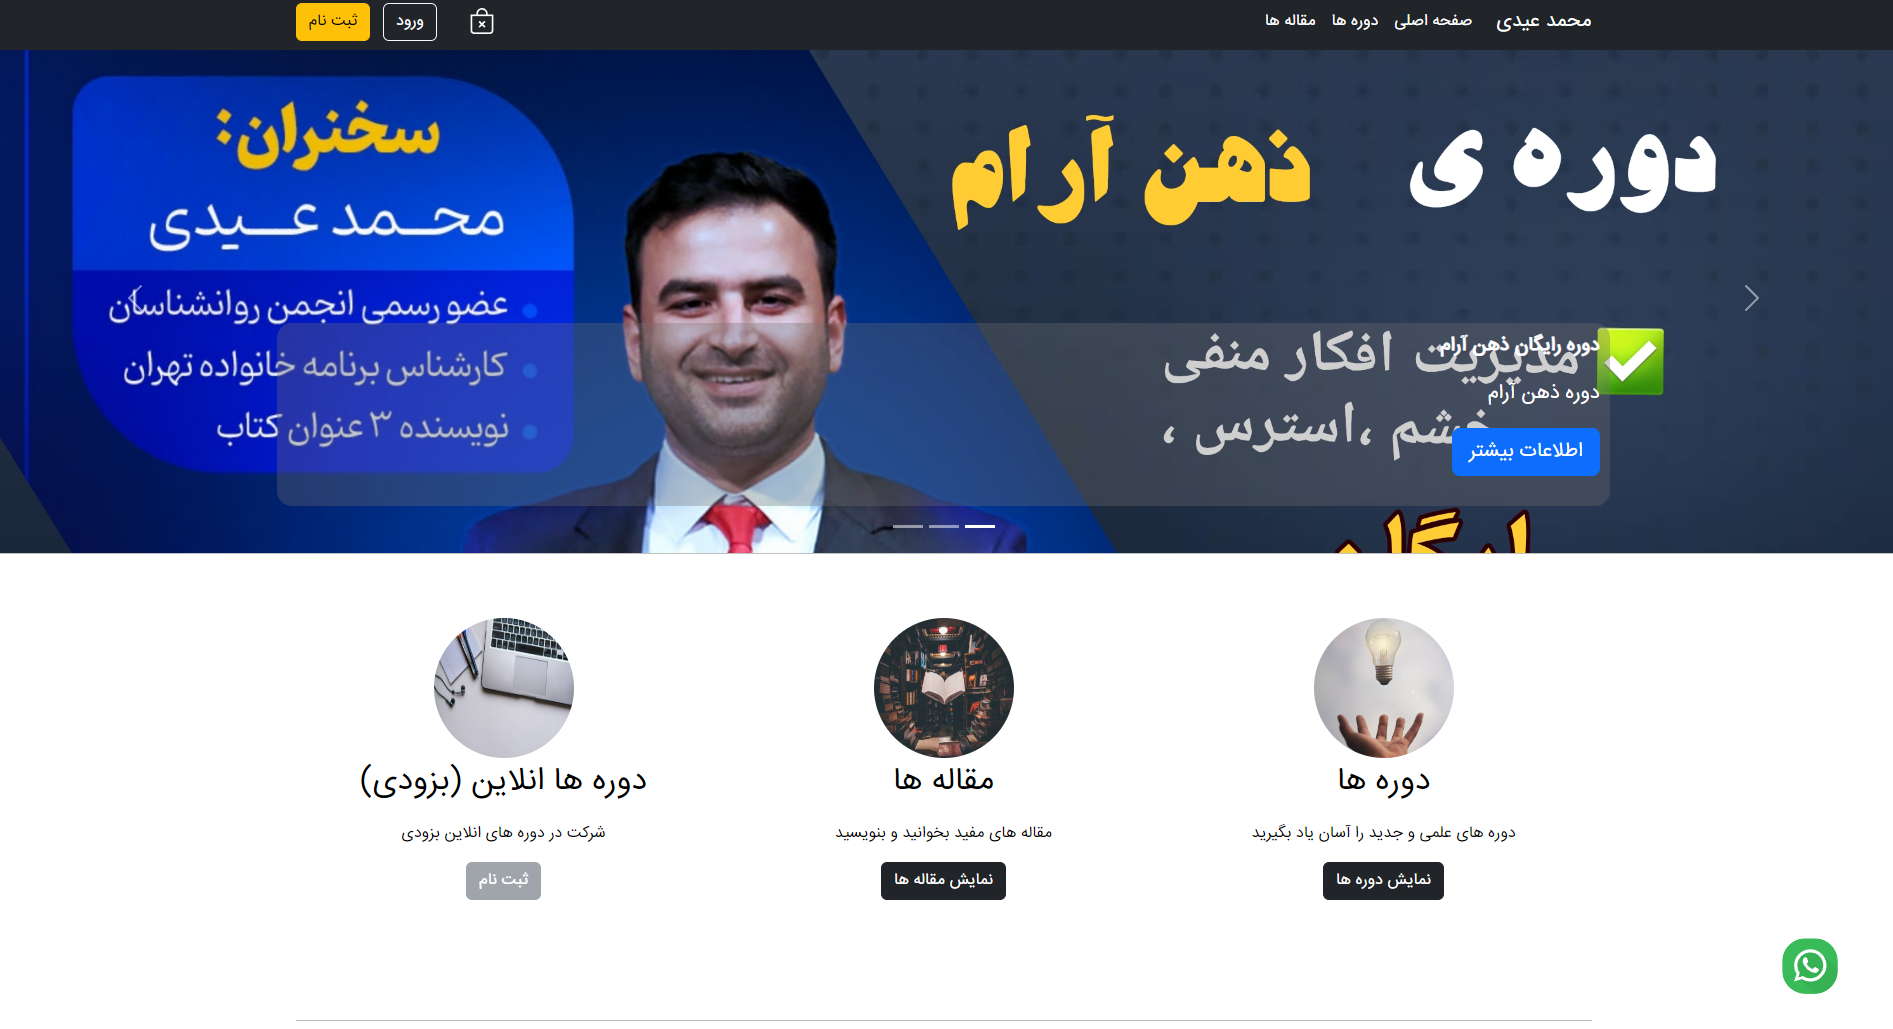 محمد عیدی
صفحه اصلی
دوره ها
مقاله ها
ورود
ثبت نام
دوره ی ذهن آرام
سخنران:
محمد عیدی
عضو رسمی انجمن روانشناسان
کارشناس برنامه خانواده تهران
نویسنده ۳ عنوان کتاب
مدیریت افکار منفی
خشم ،استرس ،
دوره رایگان ذهن آرام
دوره ذهن آرام
اطلاعات بیشتر
دوره ها
دوره های علمی و جدید را آسان یاد بگیرید
نمایش دوره ها
مقاله ها
مقاله های مفید بخوانید و بنویسید
نمایش مقاله ها
دوره ها انلاین (بزودی)
شرکت در دوره های انلاین بزودی
ثبت نام